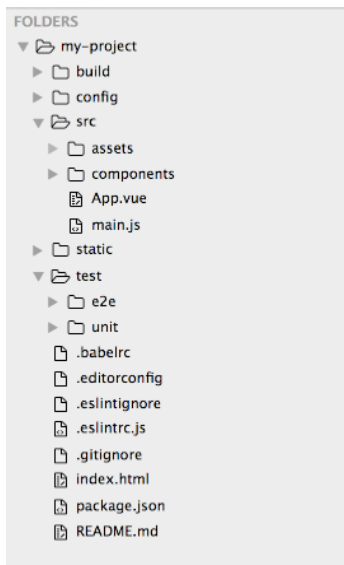 FOLDERS
my-project
build
config
src
assets
components
App.vue
main.js
static
test
e2e
unit
.babelrc
.editorconfig
.eslintignore
.eslintrc.js
.gitignore
index.html
package.json
README.md